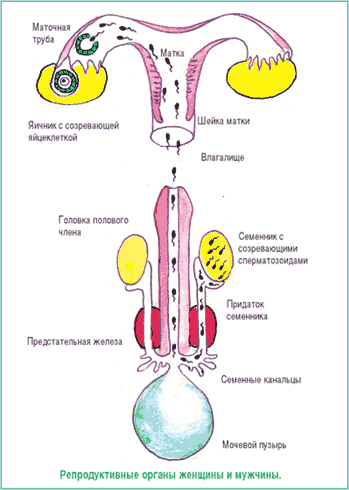 Маточная
труба
Матка
Яичник с созревающей
яйцеклеткой
Шейка матки
Влагалище
Головка полового
члена
Семенник с
созревающими
сперматозоидами
Придаток
семенника
Предстательная железа
Семенные канальцы
Мочевой пузырь
Репродуктивные органы женщины и мужчины.